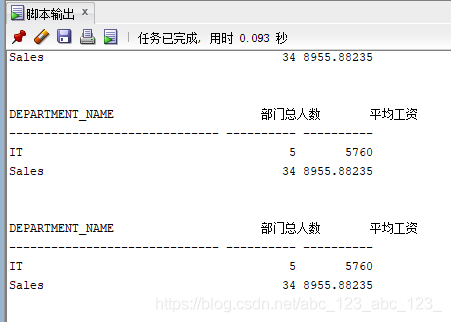 脚本输出 x
任务已完成, 用时 0.093 秒
Sales 34 8955.88235
DEPARTMENT_NAME 部门总人数 平均工资
------------------------------ ---------- ----------
IT 5 5760
Sales 34 8955.88235
DEPARTMENT_NAME 部门总人数 平均工资
------------------------------ ---------- ----------
IT 5 5760
Sales 34 8955.88235
https://blog.csdn.net/abc_123_abc_123_